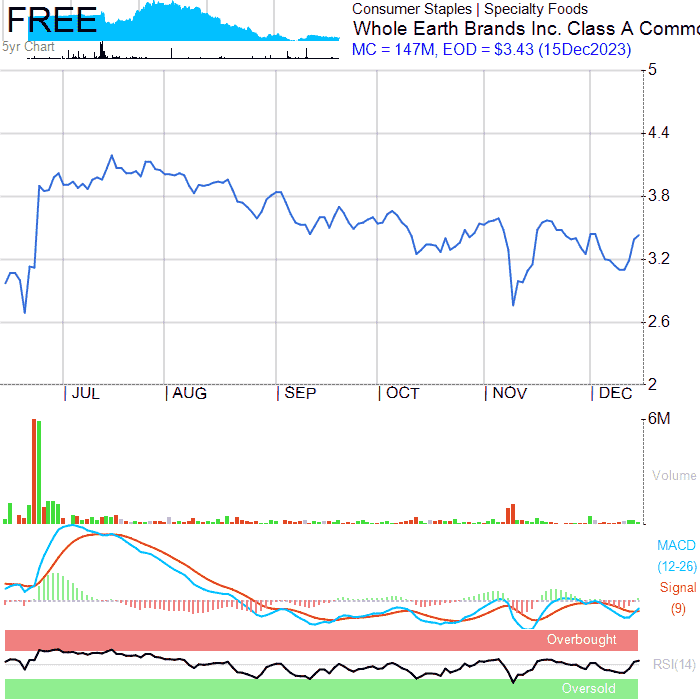 FREE
5yr Chart
Consumer Staples | Specialty Foods
Whole Earth Brands Inc. Class A Commo
MC = 147M, EOD = $3.43 (15Dec2023)
5
4.4
3.8
3.2
2.6
2
JUL AUG SEP OCT NOV DEC
6M
Volume
MACD
(12-26)
Signal
(9)
Overbought
RSI(14)
Oversold